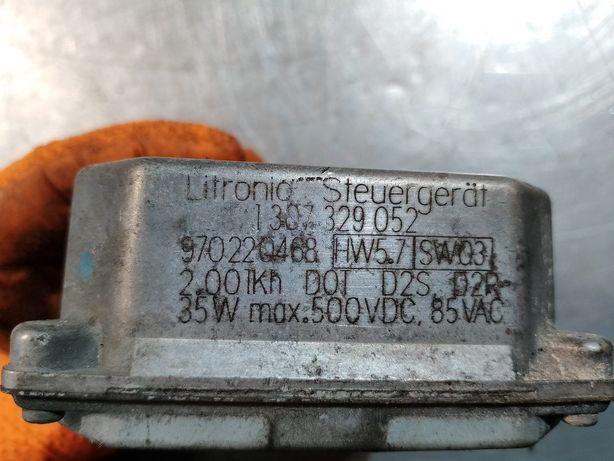 Litronic Steuergerät
1 307 329 052
970220468 HW5.7 SW03
2.001Kh DOT D2S D2R
35W max.500VDC, 85VAC